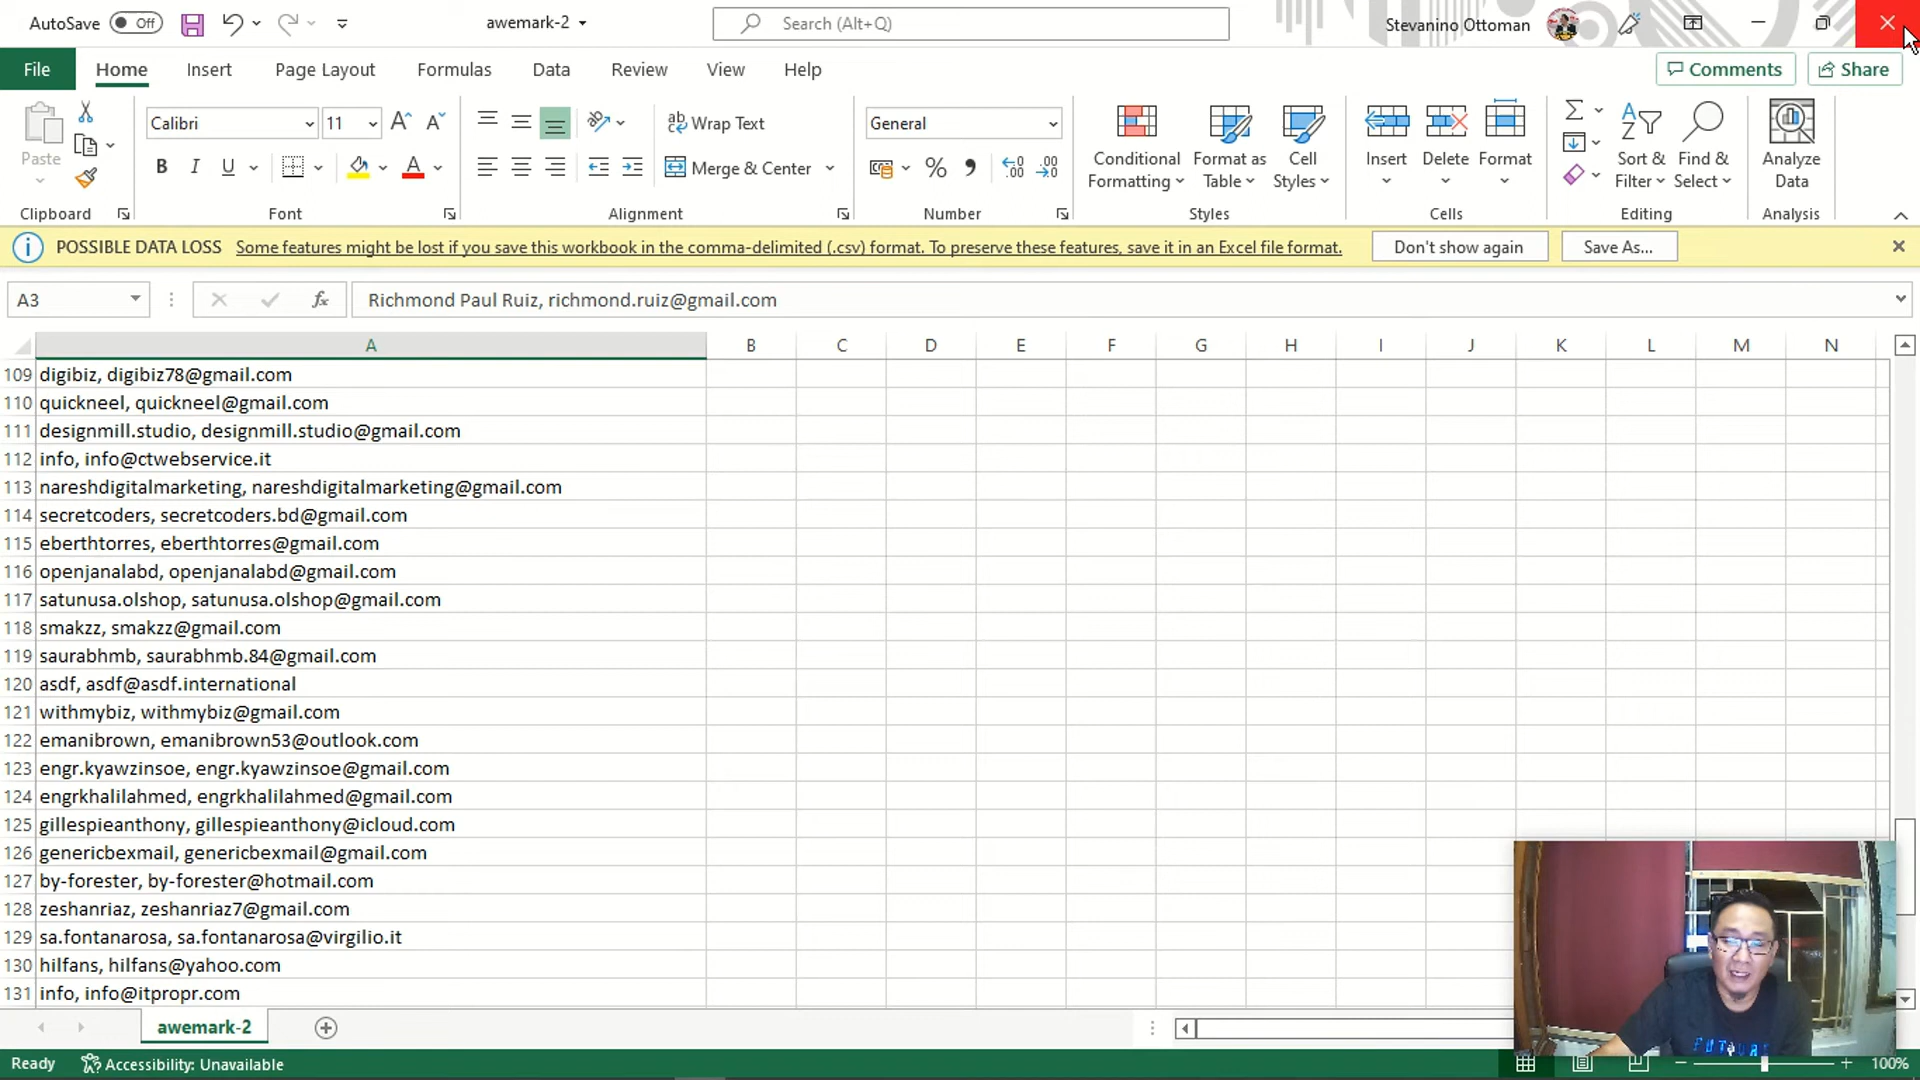 AutoSave Off awemark-2 Search (Alt+Q) Stevanino Ottoman
File Home Insert Page Layout Formulas Data Review View Help Comments Share
Paste Calibri 11 Wrap Text General Conditional Formatting Format as Table Cell Styles Insert Delete Format Sort & Filter Find & Select Analyze Data
B I U A Merge & Center %
Clipboard Font Alignment Number Styles Cells Editing Analysis
POSSIBLE DATA LOSS Some features might be lost if you save this workbook in the comma-delimited (.csv) format. To preserve these features, save it in an Excel file format. Don't show again Save As...
A3 fx Richmond Paul Ruiz, richmond.ruiz@gmail.com
A B C D E F G H I J K L M N
109 digibiz, digibiz78@gmail.com
110 quickneel, quickneel@gmail.com
111 designmill.studio, designmill.studio@gmail.com
112 info, info@ctwebservice.it
113 nareshdigitalmarketing, nareshdigitalmarketing@gmail.com
114 secretcoders, secretcoders.bd@gmail.com
115 eberthtorres, eberthtorres@gmail.com
116 openjanalabd, openjanalabd@gmail.com
117 satunusa.olshop, satunusa.olshop@gmail.com
118 smakzz, smakzz@gmail.com
119 saurabhmb, saurabhmb.84@gmail.com
120 asdf, asdf@asdf.international
121 withmybiz, withmybiz@gmail.com
122 emanibrown, emanibrown53@outlook.com
123 engr.kyawzinsoe, engr.kyawzinsoe@gmail.com
124 engrkhalilahmed, engrkhalilahmed@gmail.com
125 gillespieanthony, gillespieanthony@icloud.com
126 genericbexmail, genericbexmail@gmail.com
127 by-forester, by-forester@hotmail.com
128 zeshanriaz, zeshanriaz7@gmail.com
129 sa.fontanarosa, sa.fontanarosa@virgilio.it
130 hilfans, hilfans@yahoo.com
131 info, info@itpropr.com
awemark-2
Ready Accessibility: Unavailable 100%